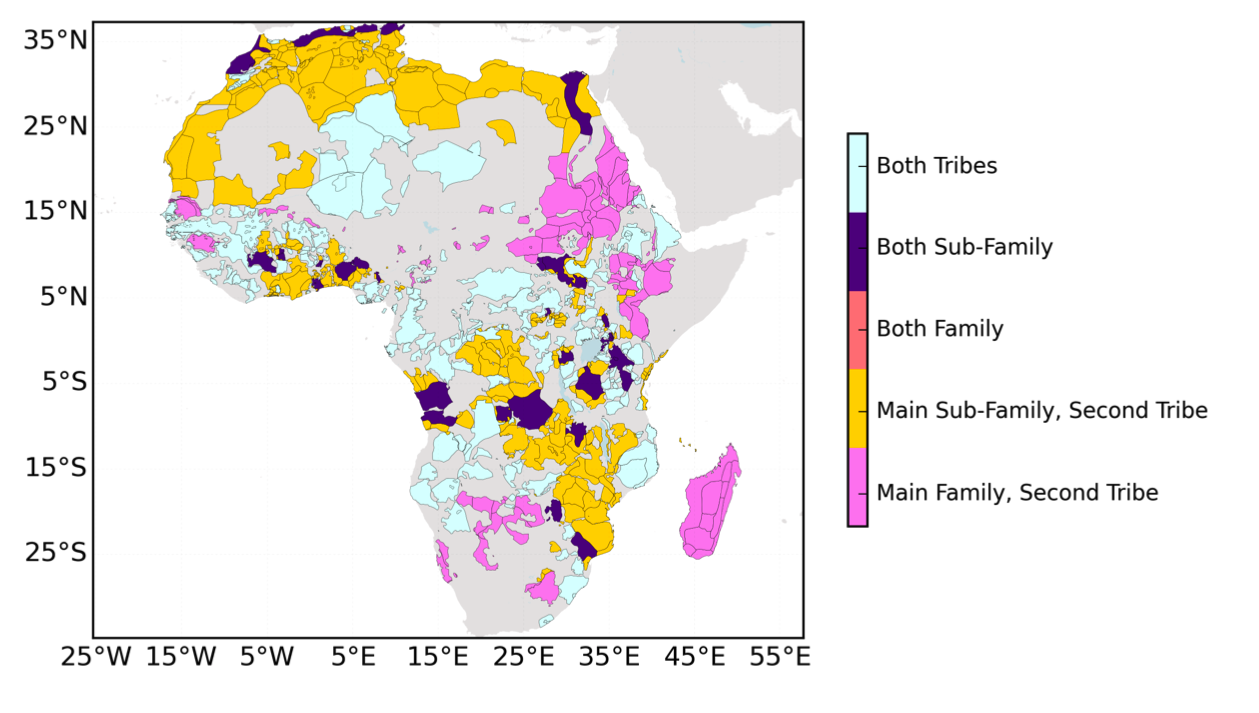 35°N
25°N
15°N
5°N
5°S
15°S
25°S
25°W 15°W 5°W 5°E 15°E 25°E 35°E 45°E 55°E
Both Tribes
Both Sub-Family
Both Family
Main Sub-Family, Second Tribe
Main Family, Second Tribe